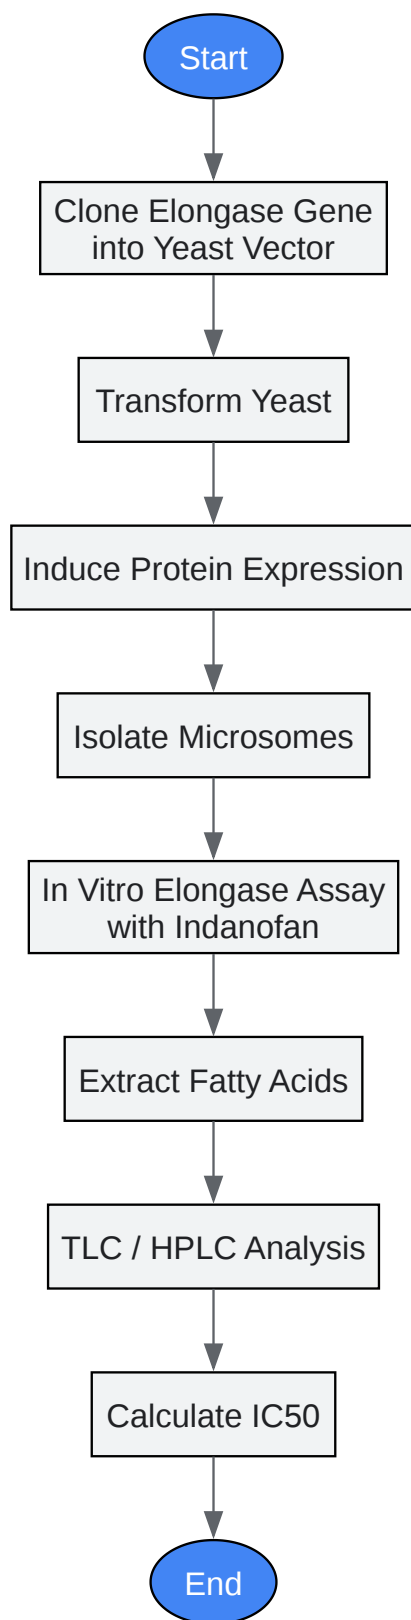 Start
Clone Elongase Gene
into Yeast Vector
Transform Yeast
Induce Protein Expression
Isolate Microsomes
In Vitro Elongase Assay
with Indanofan
Extract Fatty Acids
TLC / HPLC Analysis
Calculate IC50
End